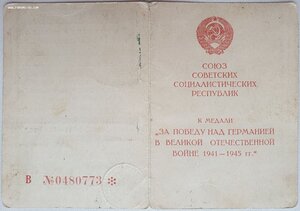 В №0480773
СОЮЗ
СОВЕТСКИХ
СОЦИАЛИСТИЧЕСКИХ
РЕСПУБЛИК
К МЕДАЛИ
„ЗА ПОБЕДУ НАД ГЕРМАНИЕЙ
В ВЕЛИКОЙ ОТЕЧЕСТВЕННОЙ
ВОЙНЕ 1941—1945 гг."